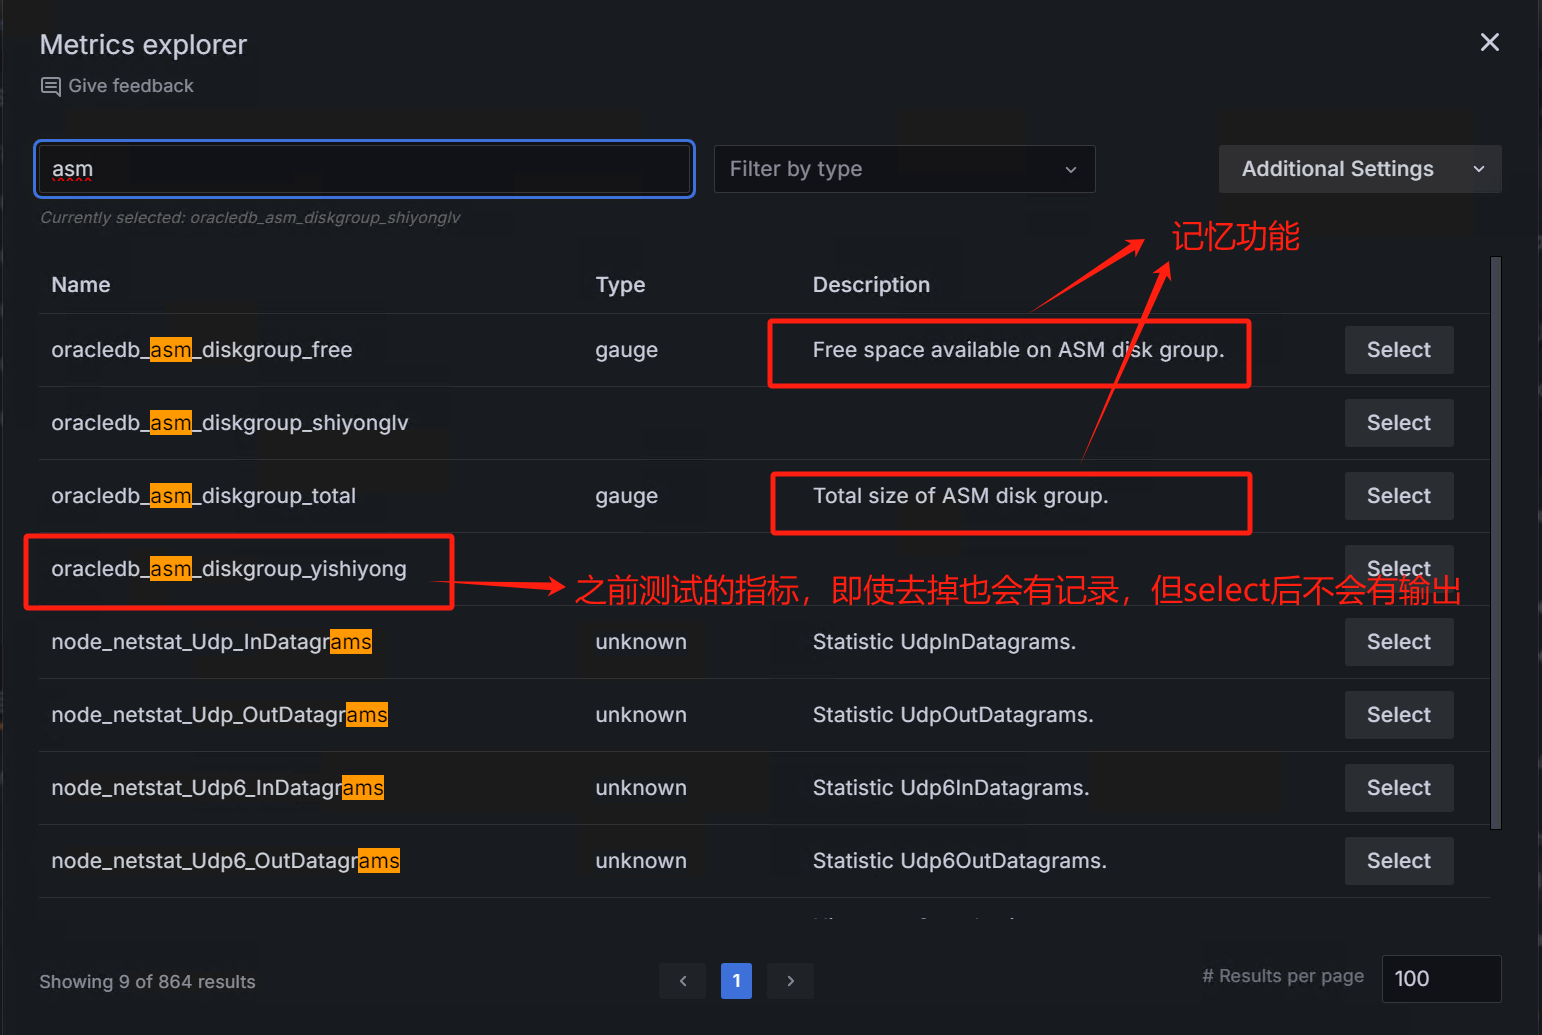 Metrics explorer
Give feedback
asm
Filter by type
Additional Settings
Currently selected: oracledb_asm_diskgroup_shiyonglv
记忆功能
Name Type Description
oracledb_asm_diskgroup_free gauge Free space available on ASM disk group. Select
oracledb_asm_diskgroup_shiyonglv Select
oracledb_asm_diskgroup_total gauge Total size of ASM disk group. Select
oracledb_asm_diskgroup_yishiyong Select
之前测试的指标，即使去掉也会有记录，但select后不会有输出
node_netstat_Udp_InDatagrams unknown Statistic UdpInDatagrams. Select
node_netstat_Udp_OutDatagrams unknown Statistic UdpOutDatagrams. Select
node_netstat_Udp6_InDatagrams unknown Statistic Udp6InDatagrams. Select
node_netstat_Udp6_OutDatagrams unknown Statistic Udp6OutDatagrams. Select
Showing 9 of 864 results
1
# Results per page 100